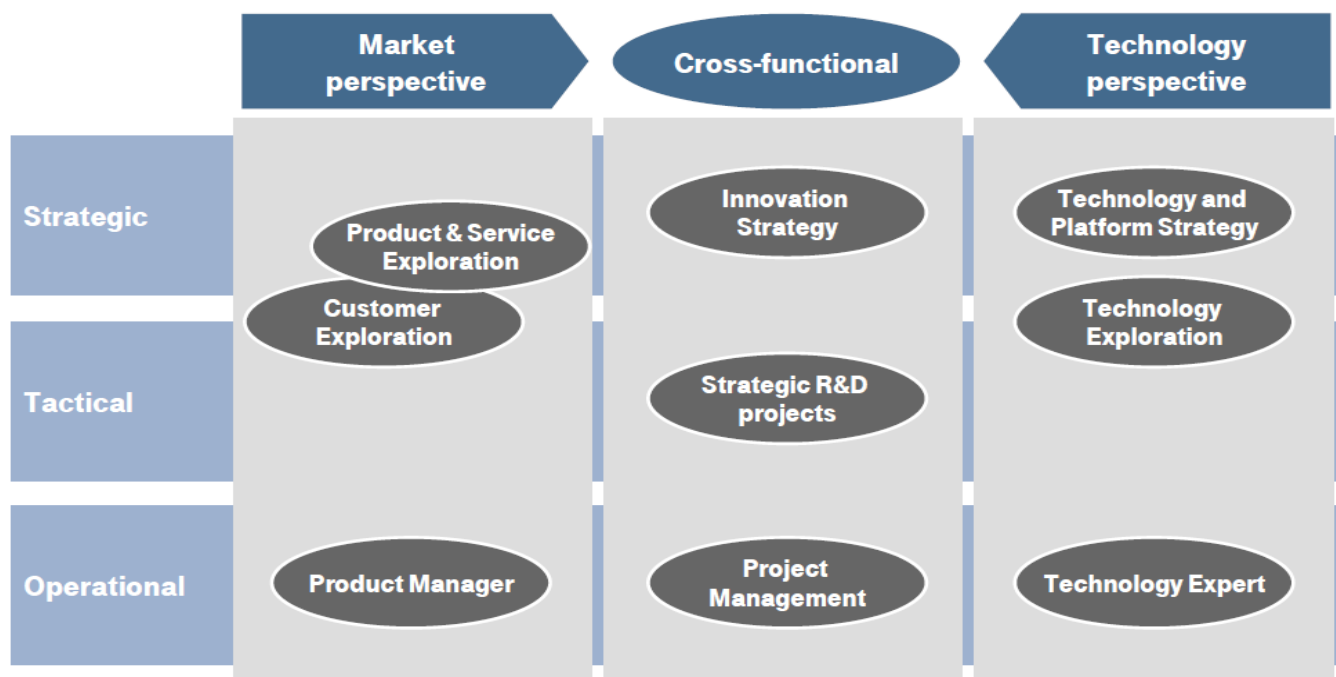 Market
perspective
Cross-functional
Technology
perspective
Strategic
Product & Service
Exploration
Customer
Exploration
Innovation
Strategy
Technology and
Platform Strategy
Technology
Exploration
Tactical
Strategic R&D
projects
Operational
Product Manager
Project
Management
Technology Expert